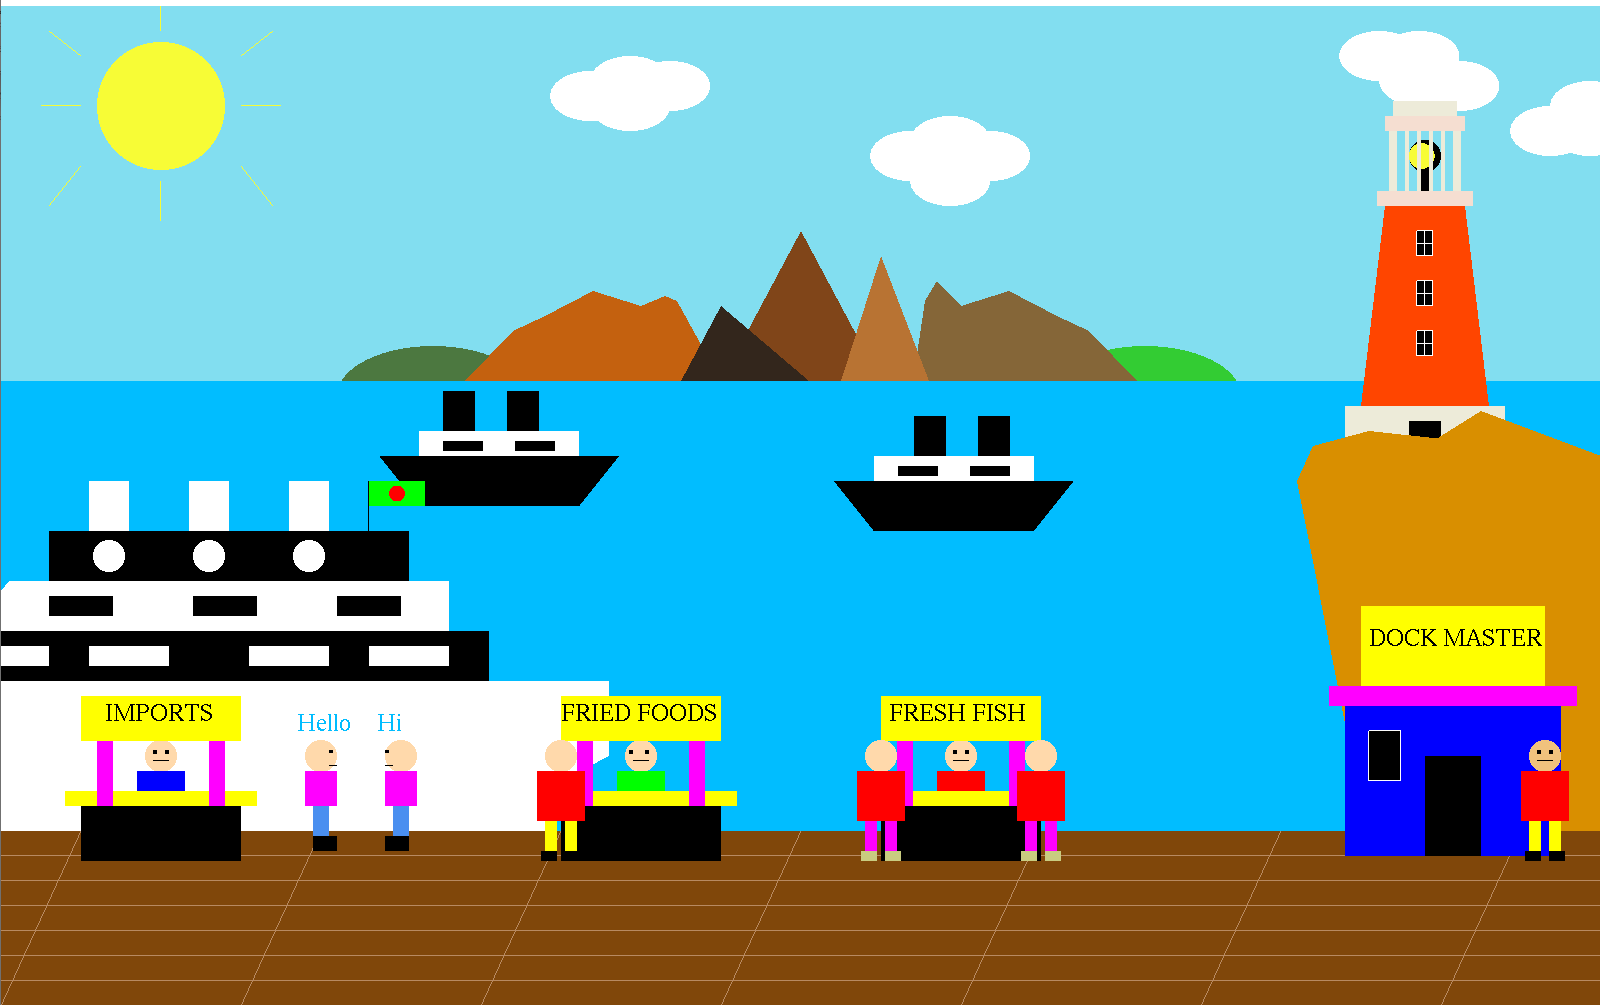 DOCK MASTER
IMPORTS
Hello
Hi
FRIED FOODS
FRESH FISH